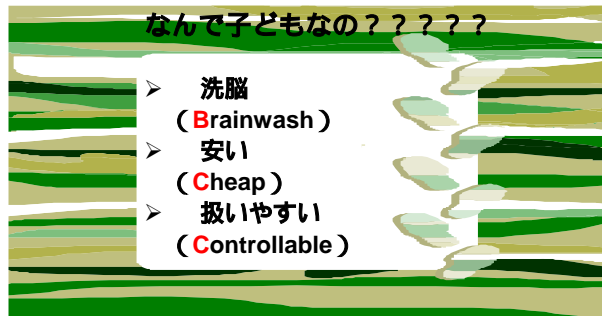 なんで子どもなの？？？？？
➢ 洗脳
（Brainwash）
➢ 安い
（Cheap）
➢ 扱いやすい
（Controllable）